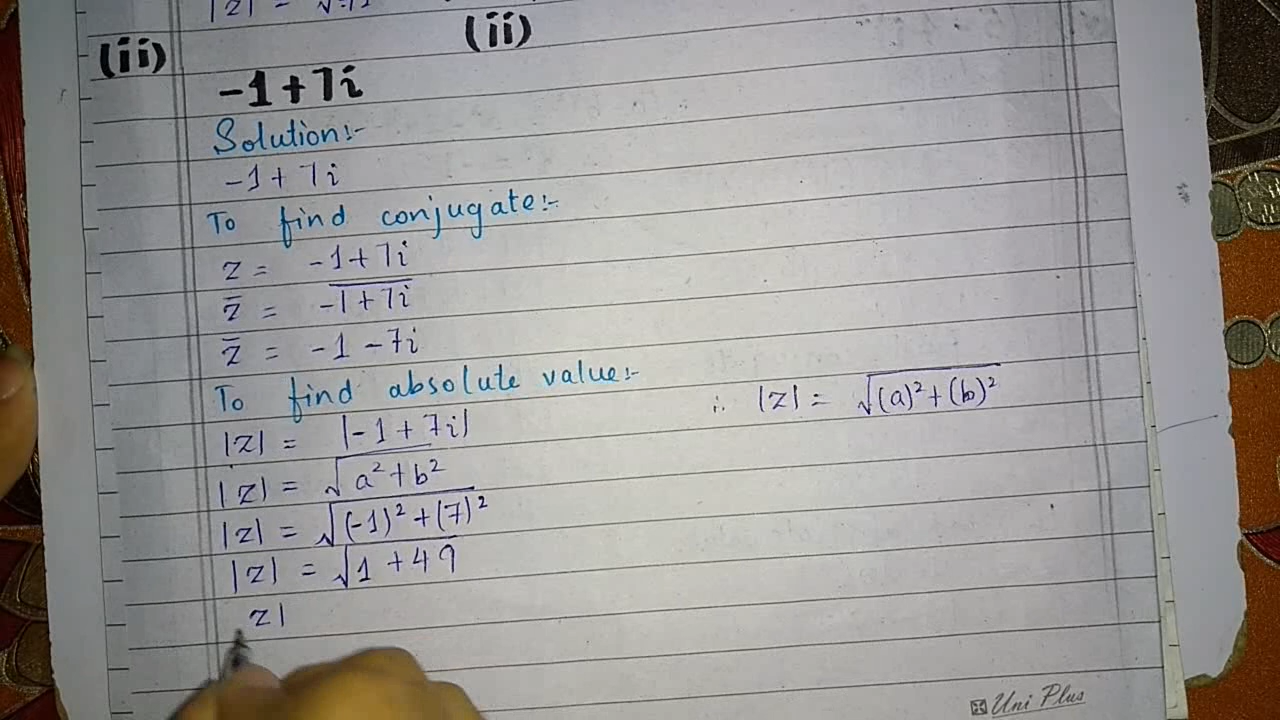 |z| =
(ii) (ii)
-1+7i
Solution:-
-1+ 7i
To find conjugate:-
z = -1+7i
z̄ = \overline{-1+7i}
z̄ = -1 -7i
To find absolute value:-
|z| = |-1 + 7i| ∴ |z| = √(a)²+(b)²
|z| = √a²+b²
|z| = √(-1)²+(7)²
|z| = √1 +49
z|
Uni Plus